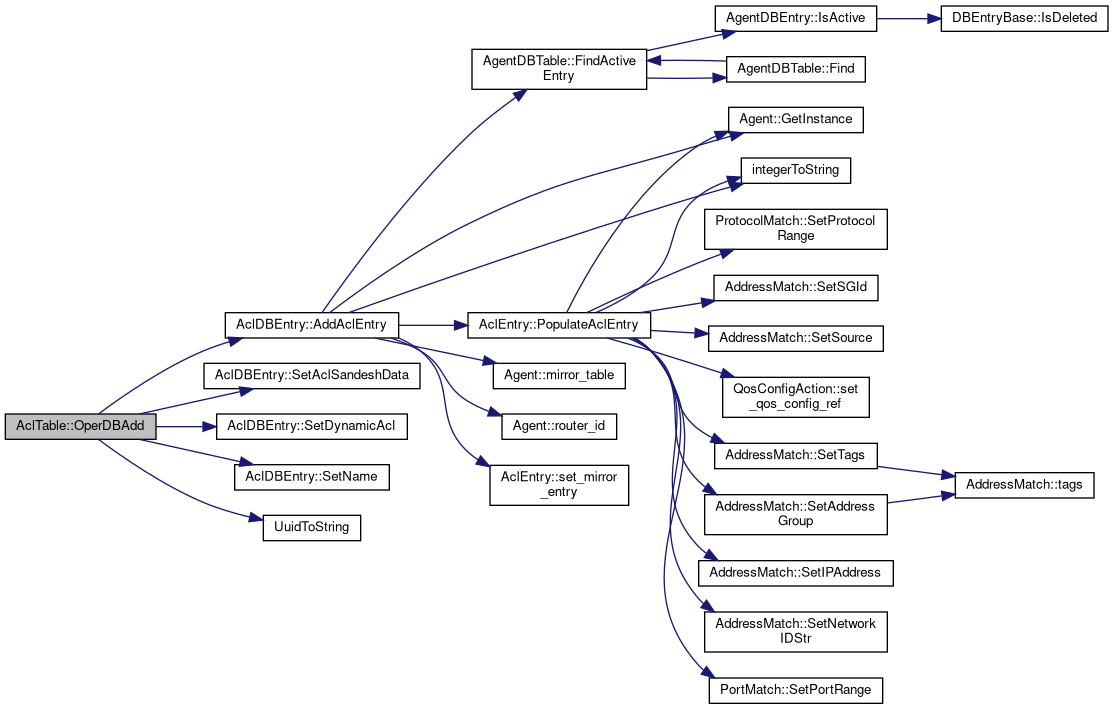 AgentDBEntry::IsActive
DBEntryBase::IsDeleted
AgentDBTable::FindActive
Entry
AgentDBTable::Find
Agent::GetInstance
integerToString
ProtocolMatch::SetProtocol
Range
AddressMatch::SetSGId
AclDBEntry::AddAclEntry
AclEntry::PopulateAclEntry
AddressMatch::SetSource
AclDBEntry::SetAclSandeshData
Agent::mirror_table
QosConfigAction::set
_qos_config_ref
AclTable::OperDBAdd
AclDBEntry::SetDynamicAcl
Agent::router_id
AddressMatch::SetTags
AclDBEntry::SetName
AclEntry::set_mirror
_entry
AddressMatch::tags
AddressMatch::SetAddress
Group
UuidToString
AddressMatch::SetIPAddress
AddressMatch::SetNetwork
IDStr
PortMatch::SetPortRange